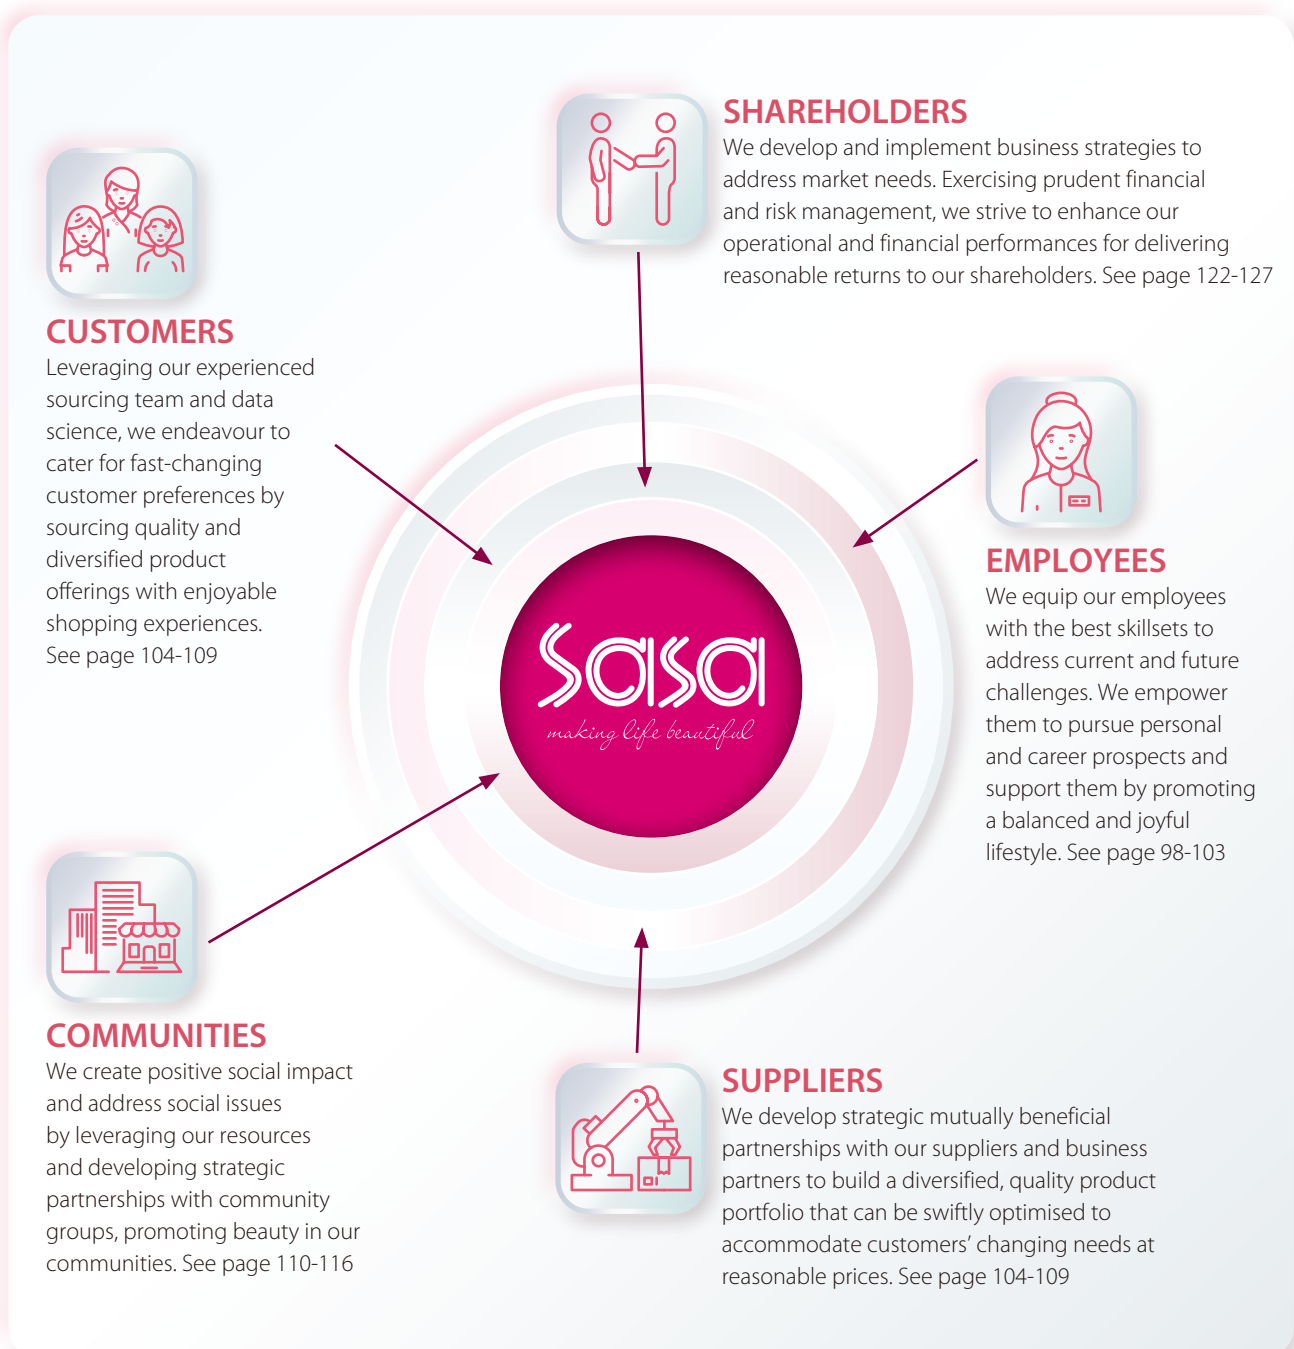 SHAREHOLDERS
We develop and implement business strategies to
address market needs. Exercising prudent financial
and risk management, we strive to enhance our
operational and financial performances for delivering
reasonable returns to our shareholders. See page 122-127
CUSTOMERS
Leveraging our experienced
sourcing team and data
science, we endeavour to
cater for fast-changing
customer preferences by
sourcing quality and
diversified product
offerings with enjoyable
shopping experiences.
See page 104-109
EMPLOYEES
We equip our employees
with the best skillsets to
address current and future
challenges. We empower
them to pursue personal
and career prospects and
support them by promoting
a balanced and joyful
lifestyle. See page 98-103
Sasa
making life beautiful
COMMUNITIES
We create positive social impact
and address social issues
by leveraging our resources
and developing strategic
partnerships with community
groups, promoting beauty in our
communities. See page 110-116
SUPPLIERS
We develop strategic mutually beneficial
partnerships with our suppliers and business
partners to build a diversified, quality product
portfolio that can be swiftly optimised to
accommodate customers’ changing needs at
reasonable prices. See page 104-109